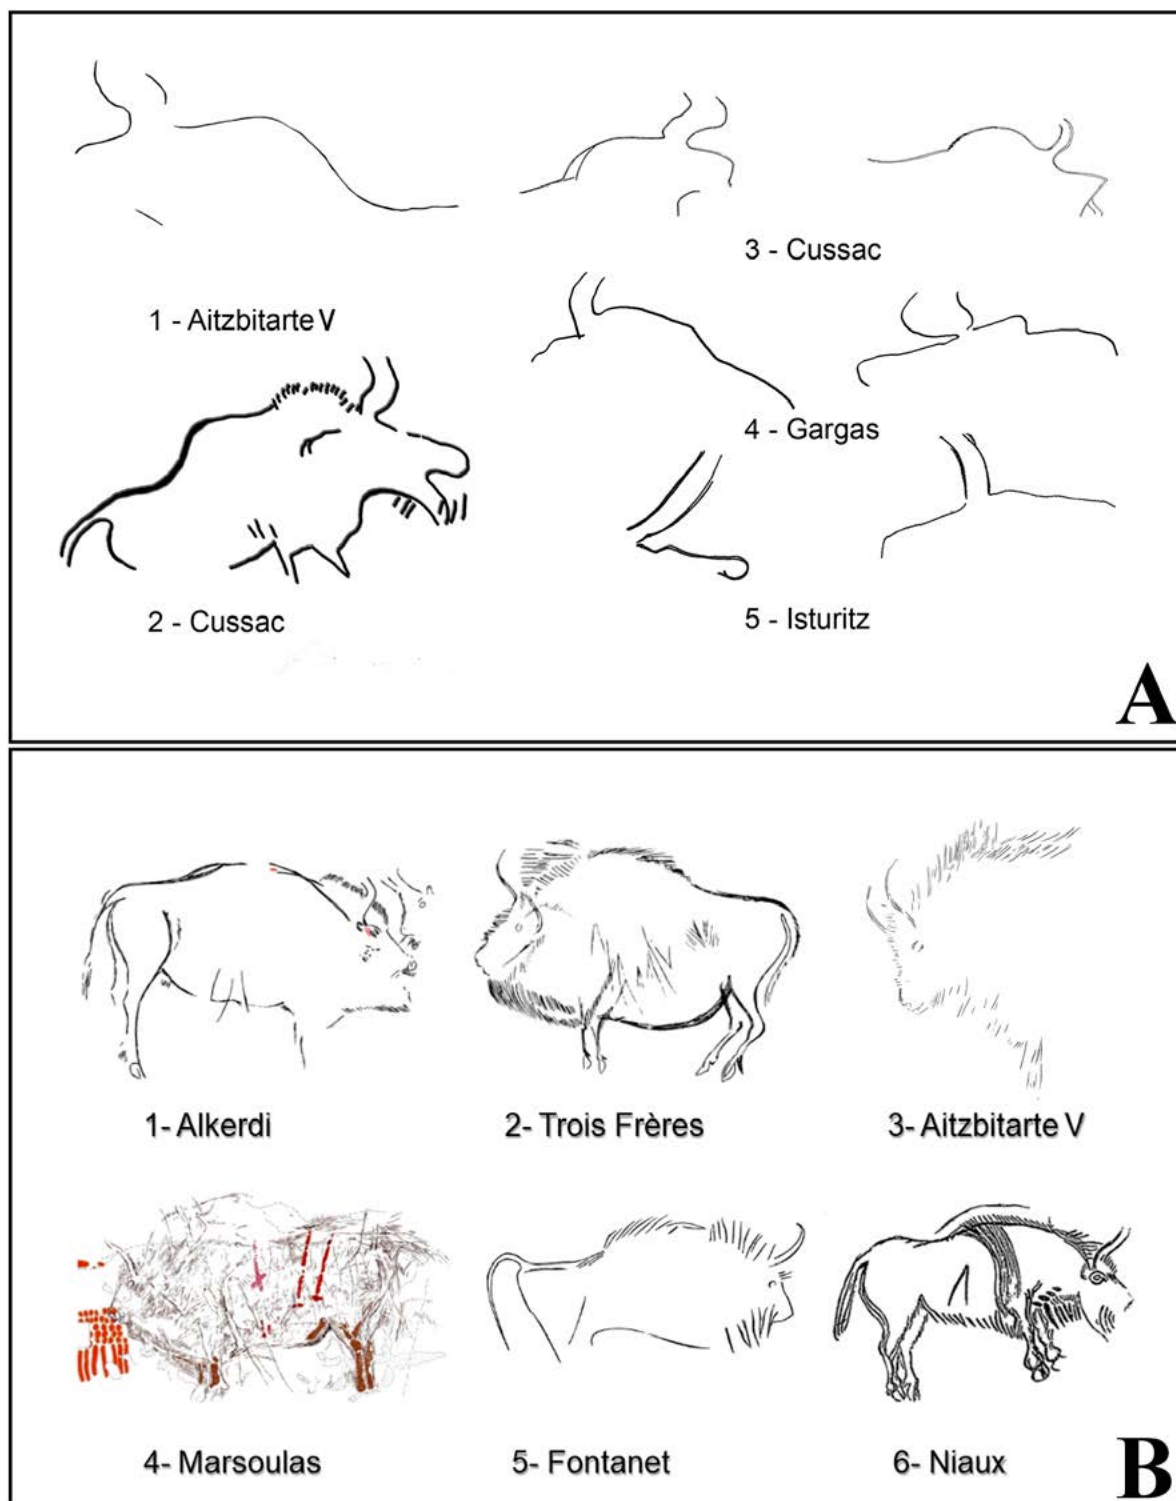 3 - Cussac
1 - Aitzbitarte V
4 - Gargas
2 - Cussac
5 - Isturitz
A
1- Alkerdi
2- Trois Frères
3- Aitzbitarte V
4- Marsoulas
5- Fontanet
6- Niaux
B